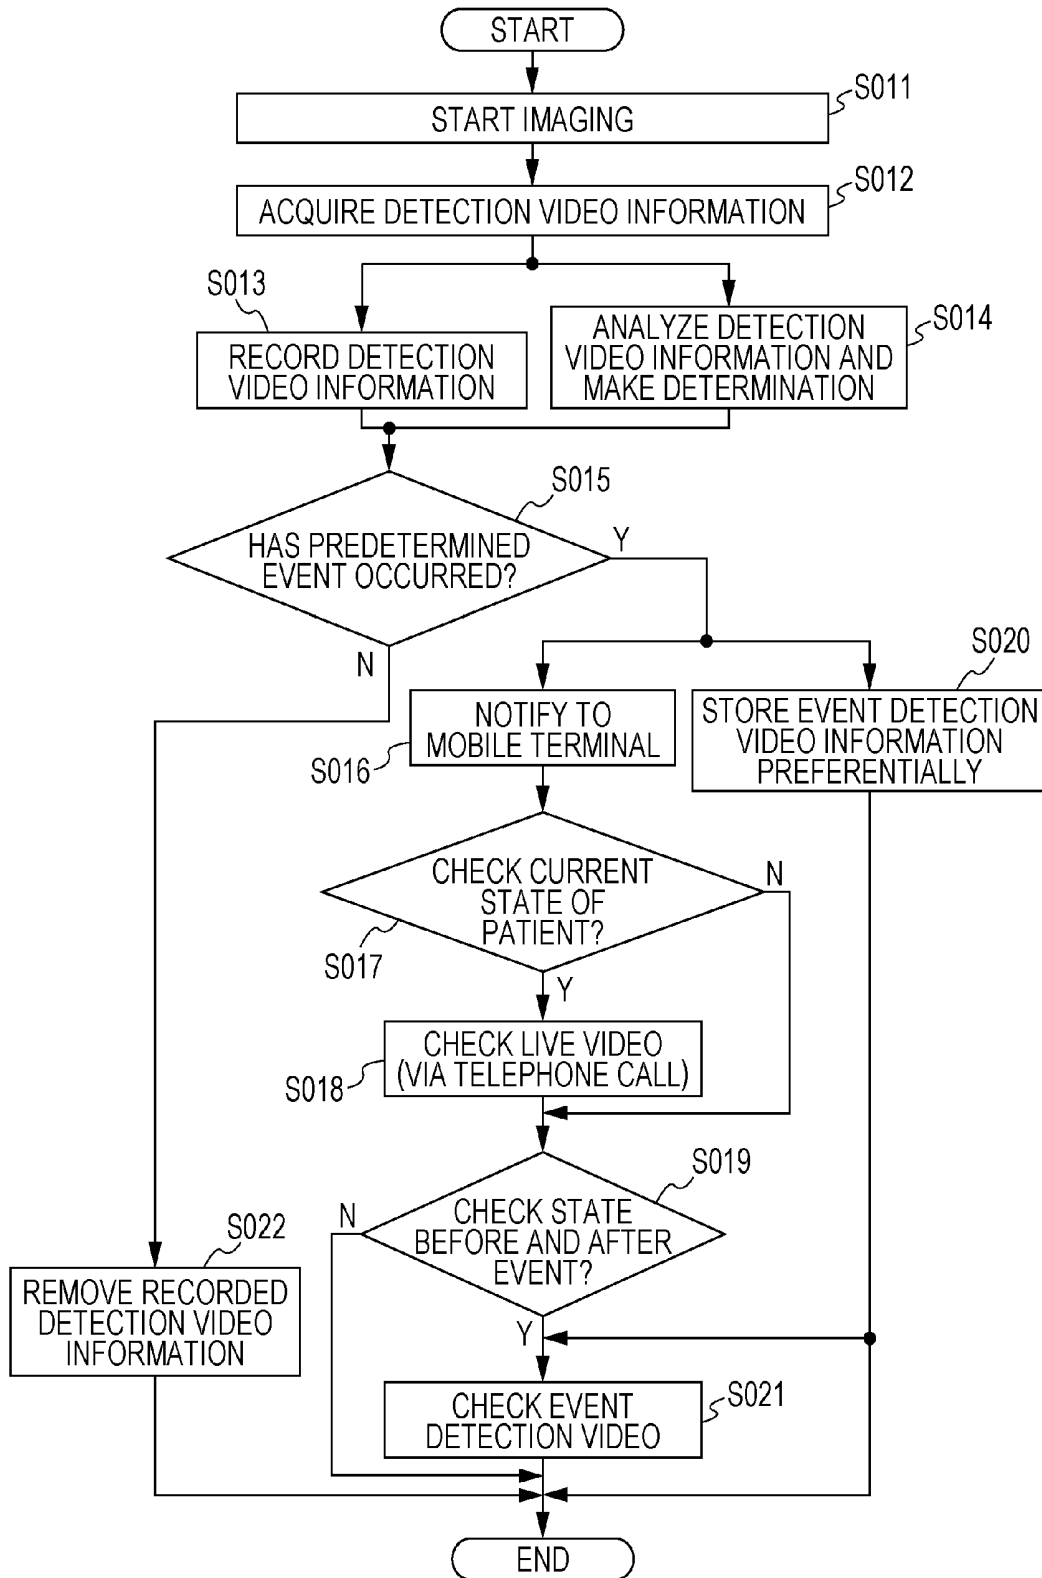 START
S011
START IMAGING
S012
ACQUIRE DETECTION VIDEO INFORMATION
S013
RECORD DETECTION
VIDEO INFORMATION
S014
ANALYZE DETECTION
VIDEO INFORMATION AND
MAKE DETERMINATION
S015
HAS PREDETERMINED
EVENT OCCURRED?
Y
N
S016
NOTIFY TO
MOBILE TERMINAL
S020
STORE EVENT DETECTION
VIDEO INFORMATION
PREFERENTIALLY
CHECK CURRENT
STATE OF
PATIENT?
N
S017
Y
CHECK LIVE VIDEO
(VIA TELEPHONE CALL)
S018
S019
CHECK STATE
BEFORE AND AFTER
EVENT?
N
Y
S022
REMOVE RECORDED
DETECTION VIDEO
INFORMATION
S021
CHECK EVENT
DETECTION VIDEO
END